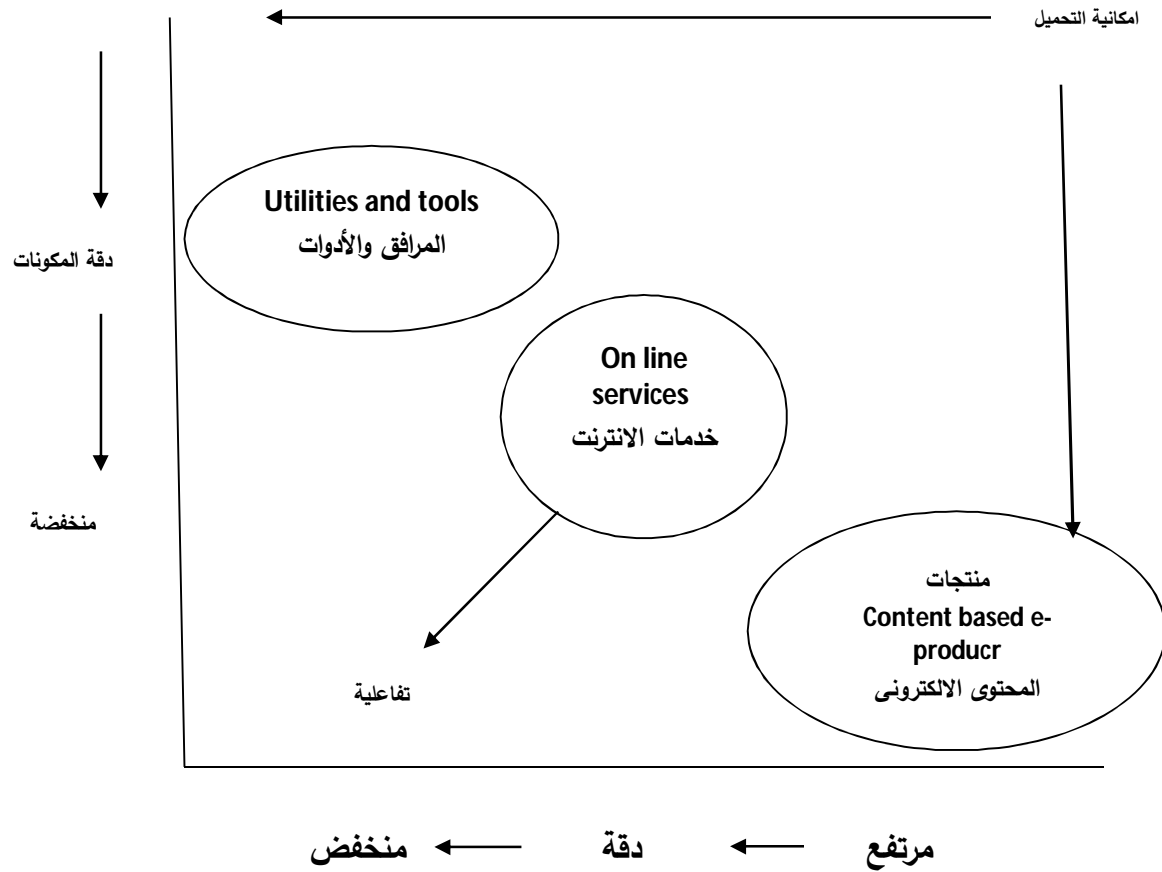 امكانية التحميل
Utilities and tools
المرافق والأدوات
دقة المكونات
On line
services
خدمات الانترنت
منخفضة
منتجات
Content based e-
producr
المحتوى الالكترونى
تفاعلية
مرتفع دقة منخفض